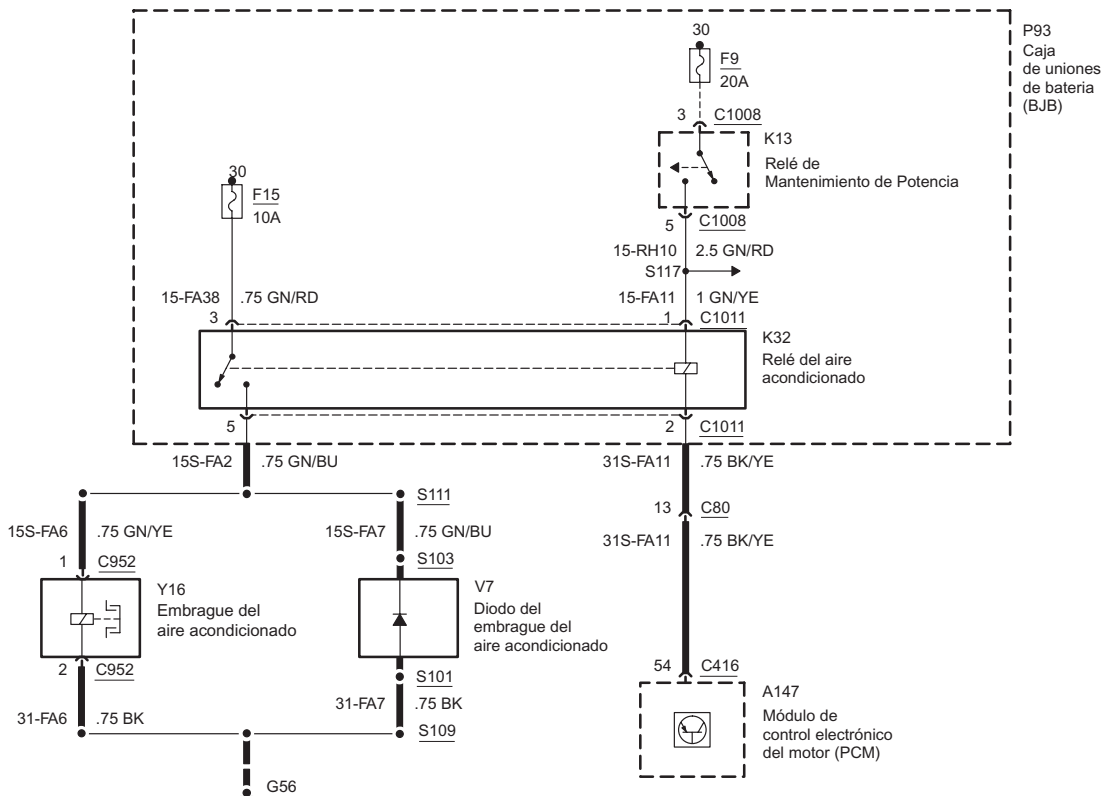 P93
Caja
de uniones
de bateria
(BJB)
30
F9
20A
3 C1008
K13
Relé de
Mantenimiento de Potencia
5 C1008
15-RH10 2.5 GN/RD
S117
30
F15
10A
15-FA38 .75 GN/RD
15-FA11 1 GN/YE
3
1 C1011
K32
Relé del aire
acondicionado
5
2 C1011
15S-FA2 .75 GN/BU
31S-FA11 .75 BK/YE
S111
13 C80
15S-FA6 .75 GN/YE
15S-FA7 .75 GN/BU
31S-FA11 .75 BK/YE
1 C952
S103
Y16
Embrague del
aire acondicionado
V7
Diodo del
embrague del
aire acondicionado
2 C952
S101
54 C416
31-FA6 .75 BK
31-FA7 .75 BK
S109
A147
Módulo de
control electrónico
del motor (PCM)
G56